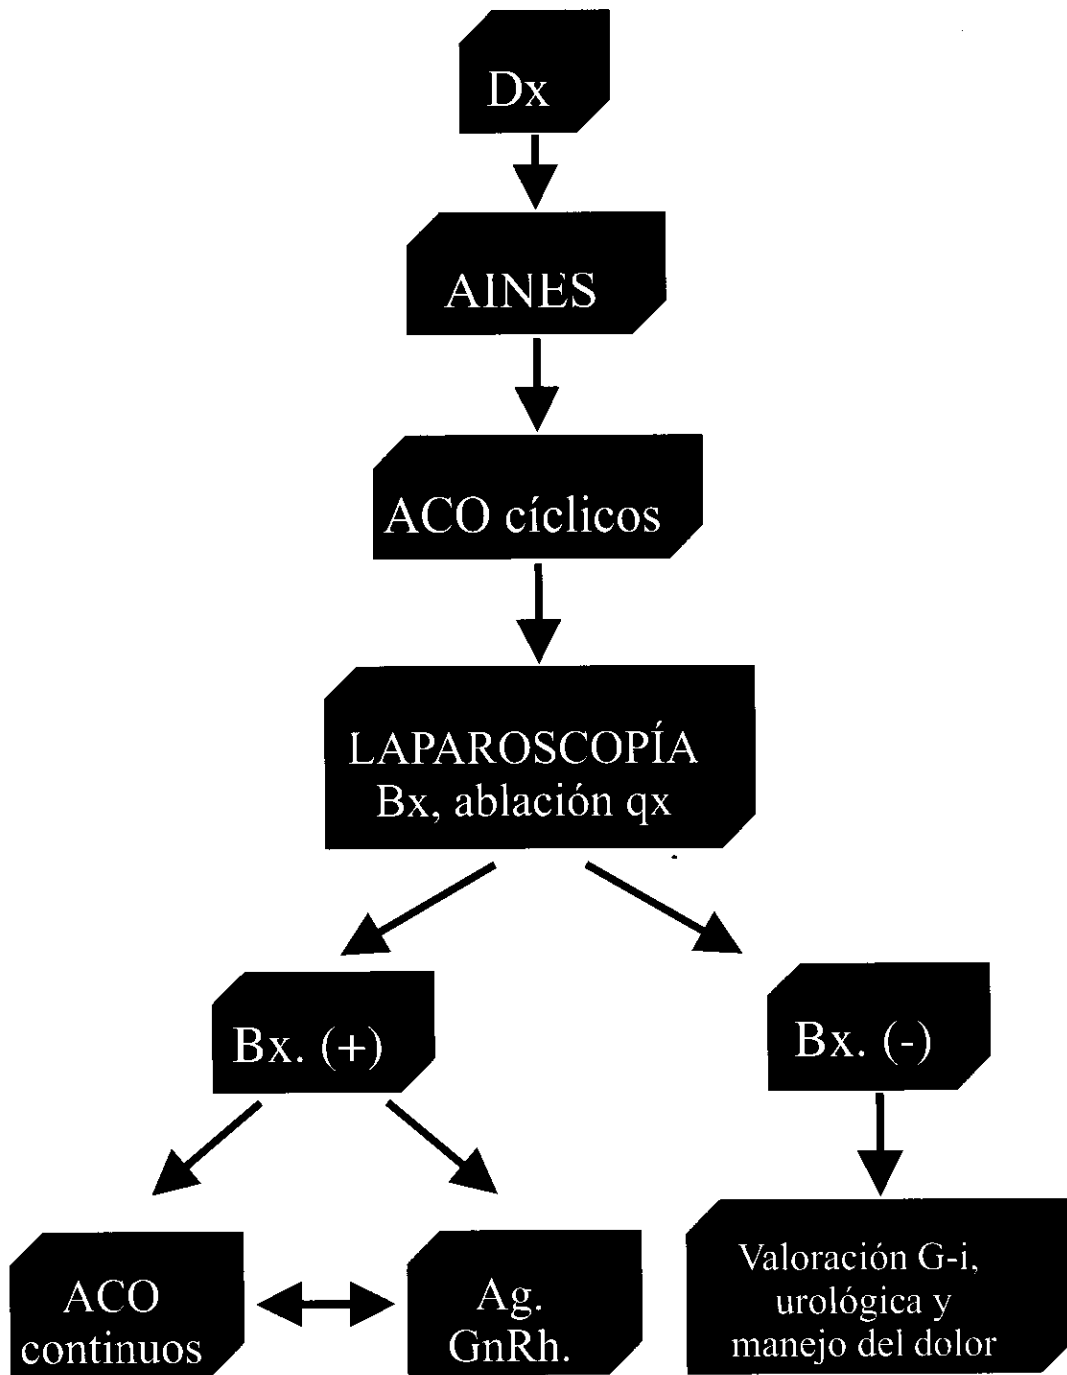 Dx
AINES
ACO cíclicos
LAPAROSCOPÍA
Bx, ablación qx
Bx. (+)
Bx. (-)
ACO
continuos
Ag.
GnRh.
Valoración G-i,
urológica y
manejo del dolor